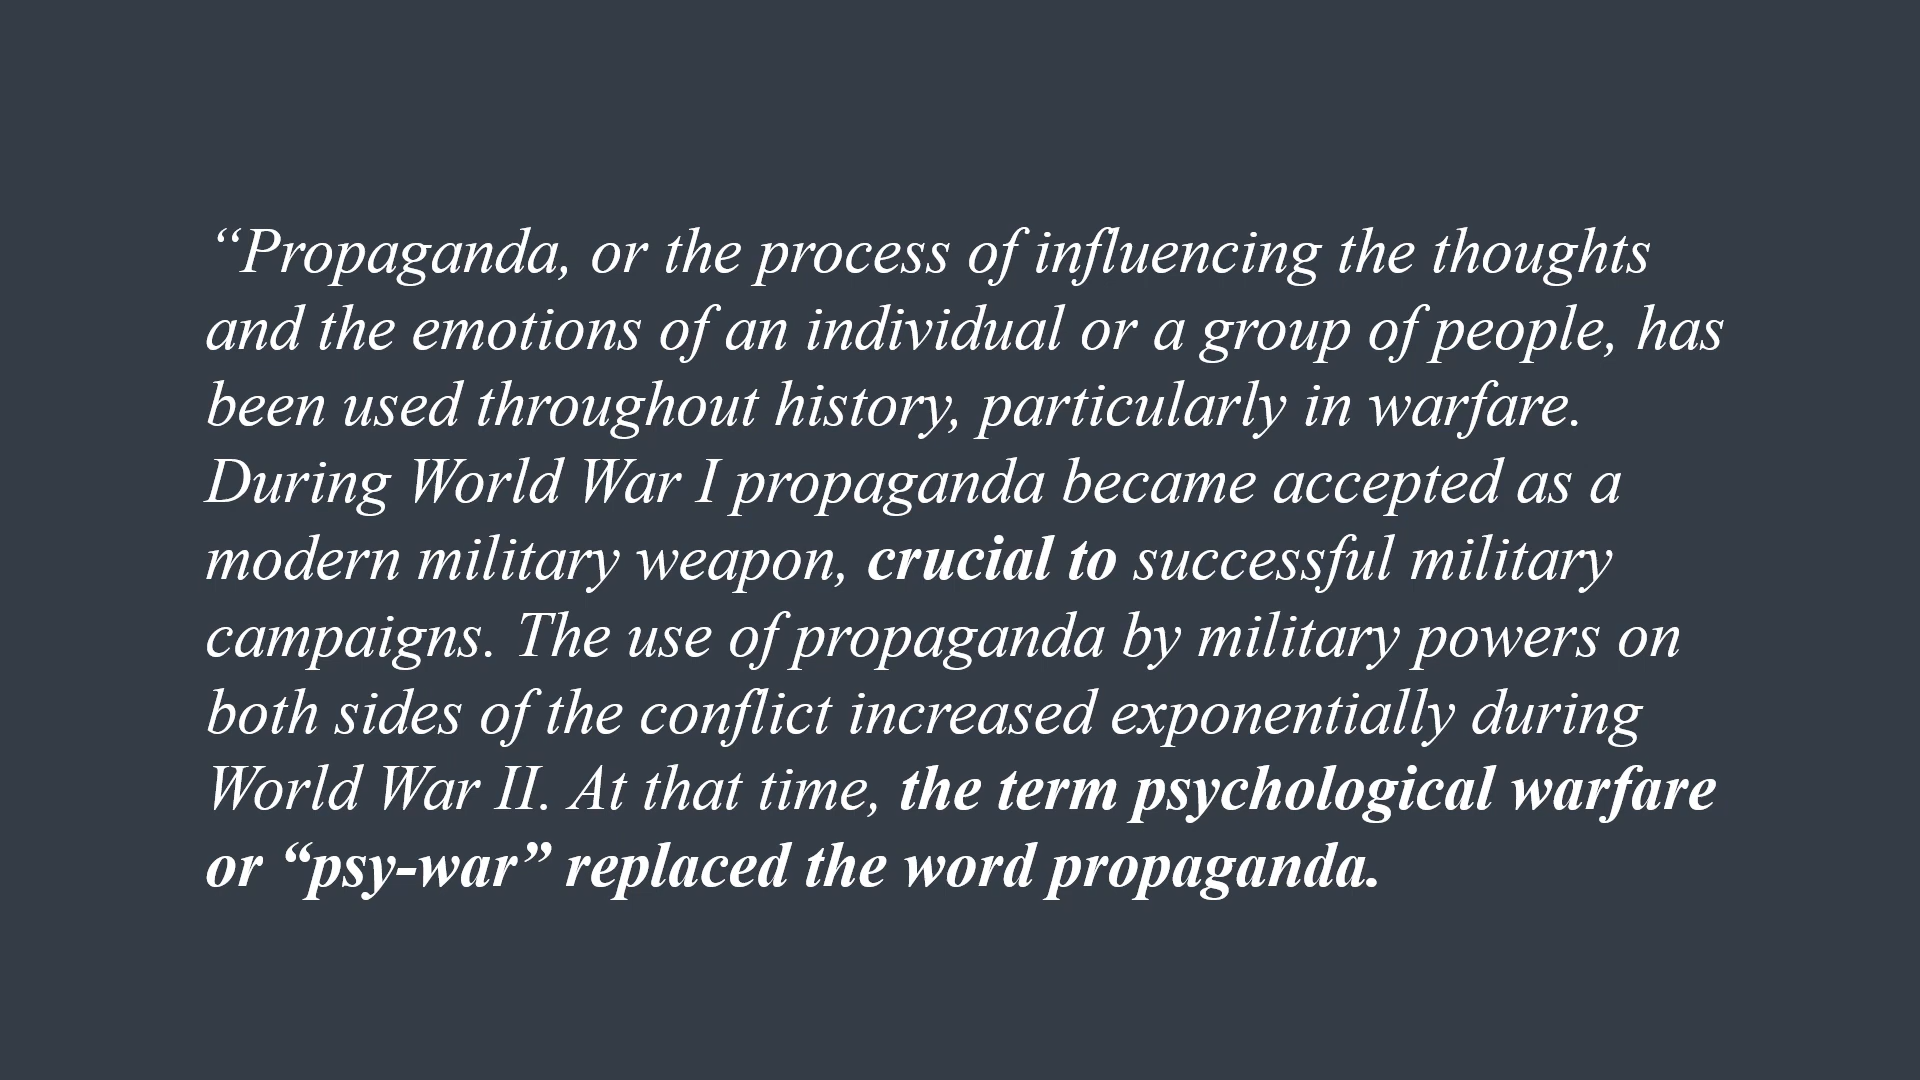 “Propaganda, or the process of influencing the thoughts
and the emotions of an individual or a group of people, has
been used throughout history, particularly in warfare.
During World War I propaganda became accepted as a
modern military weapon, crucial to successful military
campaigns. The use of propaganda by military powers on
both sides of the conflict increased exponentially during
World War II. At that time, the term psychological warfare
or “psy-war” replaced the word propaganda.